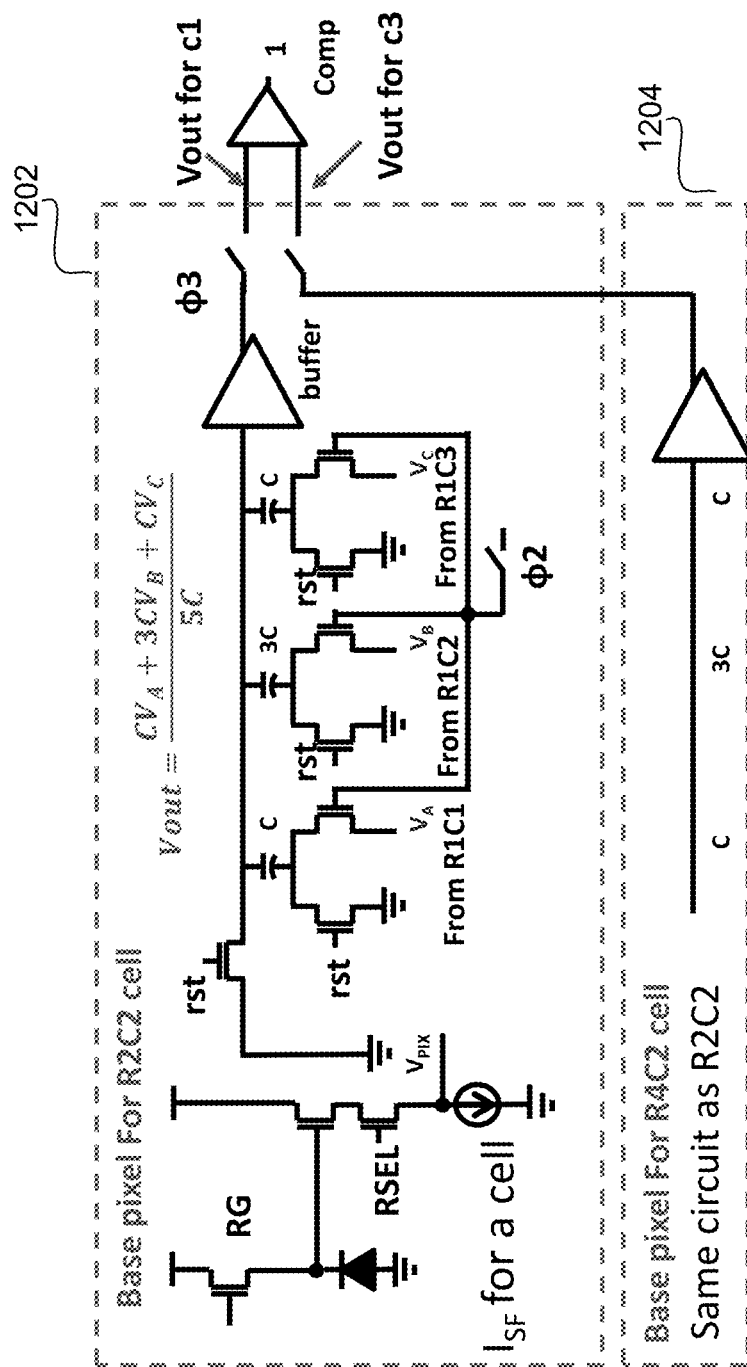 1202
Base pixel For R2C2 cell
Vout = CV_A + 3CV_B + CV_C / 5C
rst
ϕ3
Vout for c1
RG
C
3C
C
buffer
1
Comp
RSEL
V_PIX
rst
rst
rst
V_A
V_B
V_C
From R1C1
From R1C2
From R1C3
Vout for c3
I_SF for a cell
ϕ2
1204
Base pixel For R4C2 cell
Same circuit as R2C2
C
3C
C